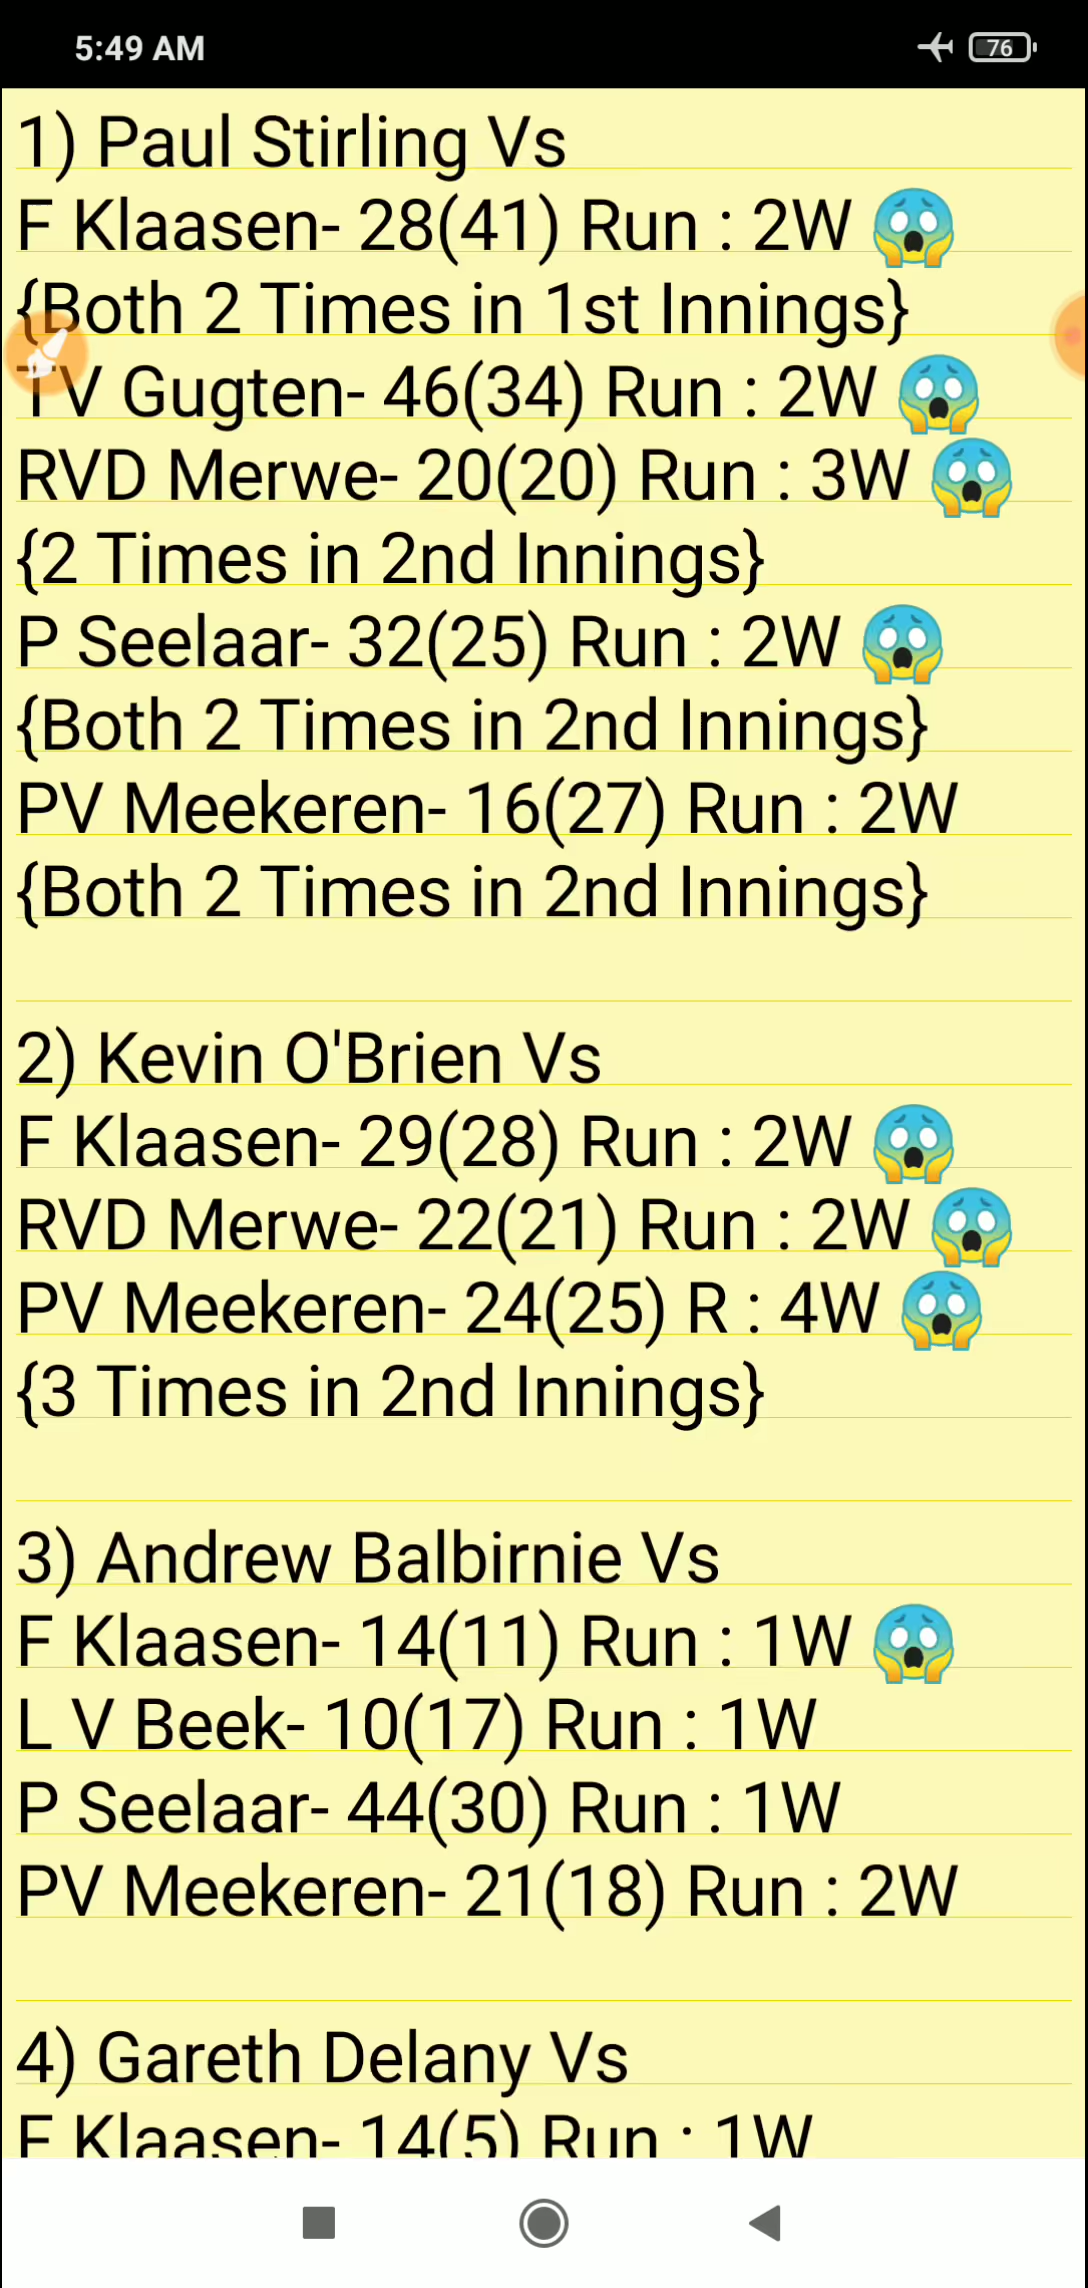 5:49 AM
76
1) Paul Stirling Vs
F Klaasen- 28(41) Run : 2W 😱
{Both 2 Times in 1st Innings}
TV Gugten- 46(34) Run : 2W 😱
RVD Merwe- 20(20) Run : 3W 😱
{2 Times in 2nd Innings}
P Seelaar- 32(25) Run : 2W 😱
{Both 2 Times in 2nd Innings}
PV Meekeren- 16(27) Run : 2W
{Both 2 Times in 2nd Innings}
2) Kevin O'Brien Vs
F Klaasen- 29(28) Run : 2W 😱
RVD Merwe- 22(21) Run : 2W 😱
PV Meekeren- 24(25) R : 4W 😱
{3 Times in 2nd Innings}
3) Andrew Balbirnie Vs
F Klaasen- 14(11) Run : 1W 😱
L V Beek- 10(17) Run : 1W
P Seelaar- 44(30) Run : 1W
PV Meekeren- 21(18) Run : 2W
4) Gareth Delany Vs
F Klaasen- 14(5) Run : 1W